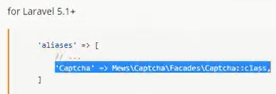 for Laravel 5.1+
'aliases' => [
// ...
'Captcha' => Mews\Captcha\Facades\Captcha::class,
]